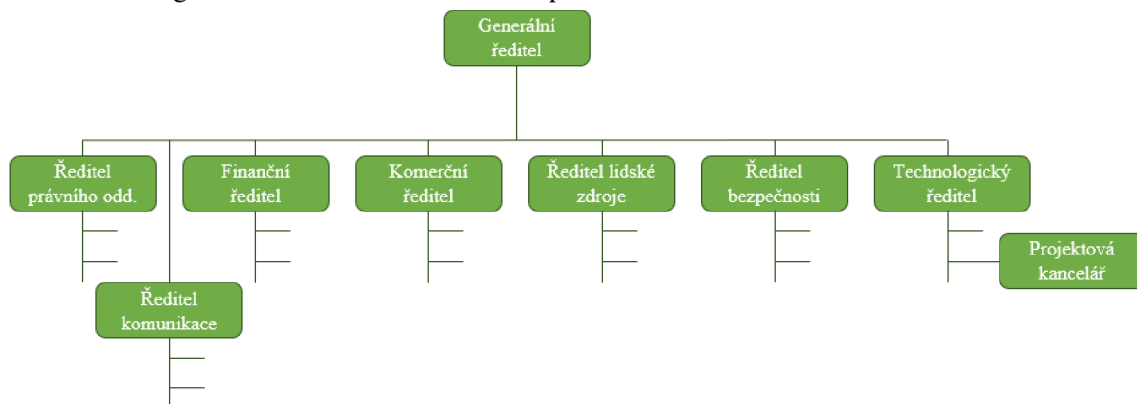 Generální
ředitel
Ředitel
právního odd.
Finanční
ředitel
Komerční
ředitel
Ředitel lidské
zdroje
Ředitel
bezpečnosti
Technologický
ředitel
Projektová
kancelář
Ředitel
komunikace